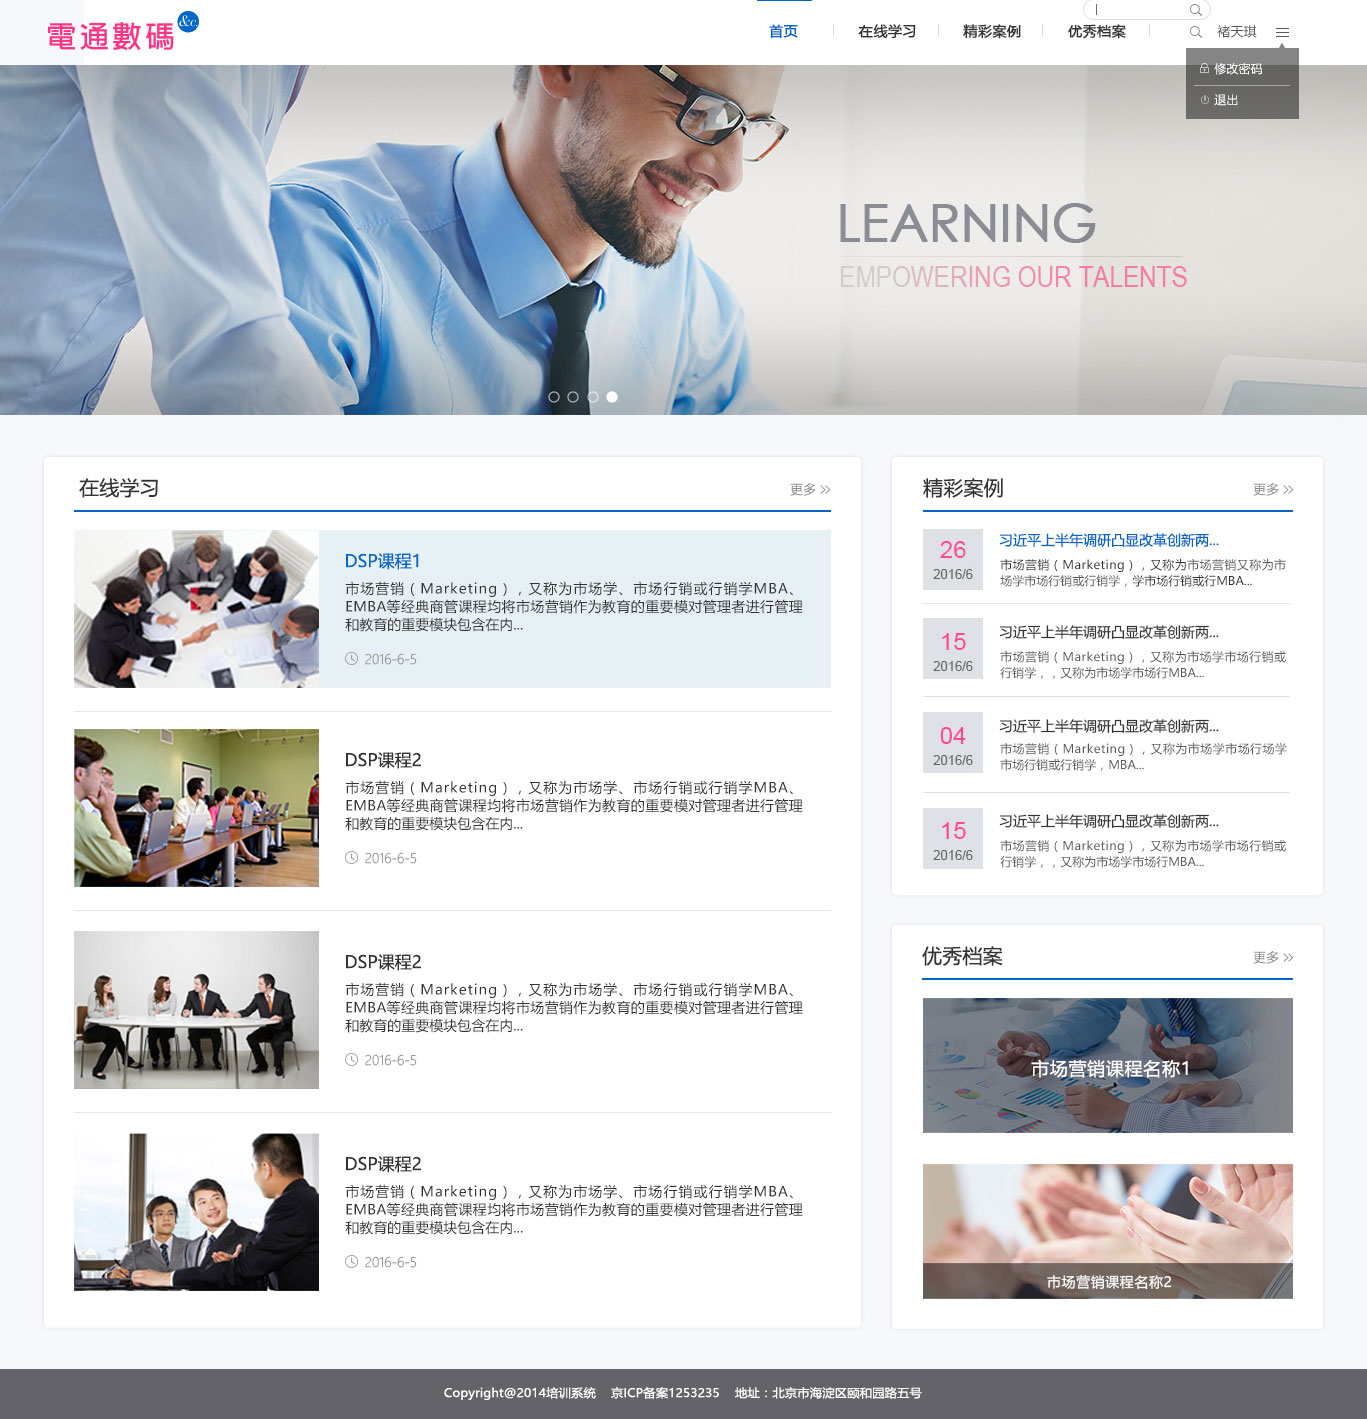 電通數碼 &c.
首页
在线学习
精彩案例
优秀档案
褚天琪
修改密码
退出
LEARNING
EMPOWERING OUR TALENTS
在线学习
更多
DSP课程1
市场营销（Marketing），又称为市场学、市场行销或行销学MBA、
EMBA等经典商管课程均将市场营销作为教育的重要模对管理者进行管理
和教育的重要模块包含在内...
2016-6-5
DSP课程2
市场营销（Marketing），又称为市场学、市场行销或行销学MBA、
EMBA等经典商管课程均将市场营销作为教育的重要模对管理者进行管理
和教育的重要模块包含在内...
2016-6-5
DSP课程2
市场营销（Marketing），又称为市场学、市场行销或行销学MBA、
EMBA等经典商管课程均将市场营销作为教育的重要模对管理者进行管理
和教育的重要模块包含在内...
2016-6-5
DSP课程2
市场营销（Marketing），又称为市场学、市场行销或行销学MBA、
EMBA等经典商管课程均将市场营销作为教育的重要模对管理者进行管理
和教育的重要模块包含在内...
2016-6-5
精彩案例
更多
26
2016/6
习近平上半年调研凸显改革创新两...
市场营销（Marketing），又称为市场营销又称为市
场学市场行销或行销学，学市场行销或行MBA...
15
2016/6
习近平上半年调研凸显改革创新两...
市场营销（Marketing），又称为市场学市场行销或
行销学，，又称为市场学市场行MBA...
04
2016/6
习近平上半年调研凸显改革创新两...
市场营销（Marketing），又称为市场学市场行场学
市场行销或行销学，MBA...
15
2016/6
习近平上半年调研凸显改革创新两...
市场营销（Marketing），又称为市场学市场行销或
行销学，，又称为市场学市场行MBA...
优秀档案
更多
市场营销课程名称1
市场营销课程名称2
Copyright@2014培训系统 京ICP备案1253235 地址：北京市海淀区颐和园路五号